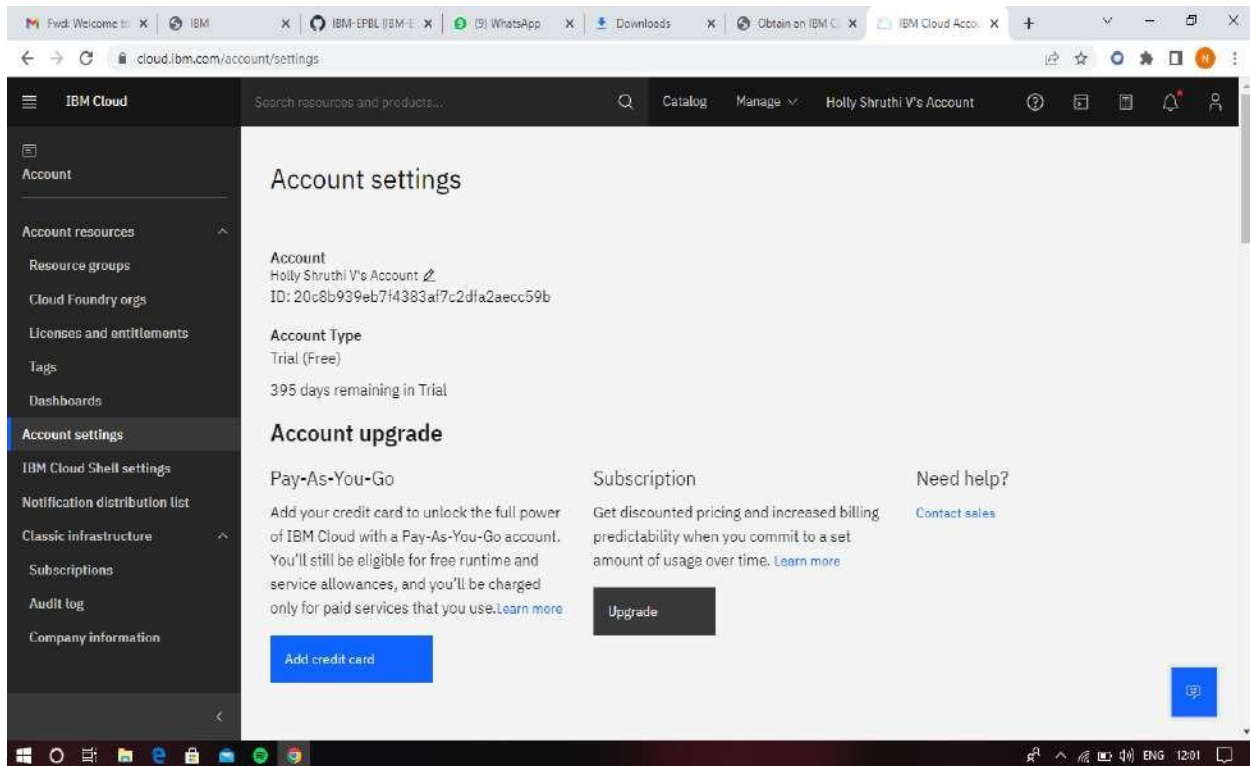 Fwd: Welcome to
IBM
IBM-EPBL (IBM-E
(9) WhatsApp
Downloads
Obtain an IBM C
IBM Cloud Acco
cloud.ibm.com/account/settings
N
IBM Cloud
Search resources and products...
Catalog
Manage
Holly Shruthi V's Account
Account
Account resources
Resource groups
Cloud Foundry orgs
Licenses and entitlements
Tags
Dashboards
Account settings
IBM Cloud Shell settings
Notification distribution list
Classic infrastructure
Subscriptions
Audit log
Company information
Account settings
Account
Holly Shruthi V's Account
ID: 20c8b939eb7f4383af7c2dfa2aecc59b
Account Type
Trial (Free)
395 days remaining in Trial
Account upgrade
Pay-As-You-Go
Add your credit card to unlock the full power
of IBM Cloud with a Pay-As-You-Go account.
You'll still be eligible for free runtime and
service allowances, and you'll be charged
only for paid services that you use.Learn more
Add credit card
Subscription
Get discounted pricing and increased billing
predictability when you commit to a set
amount of usage over time. Learn more
Upgrade
Need help?
Contact sales
ENG
12:01